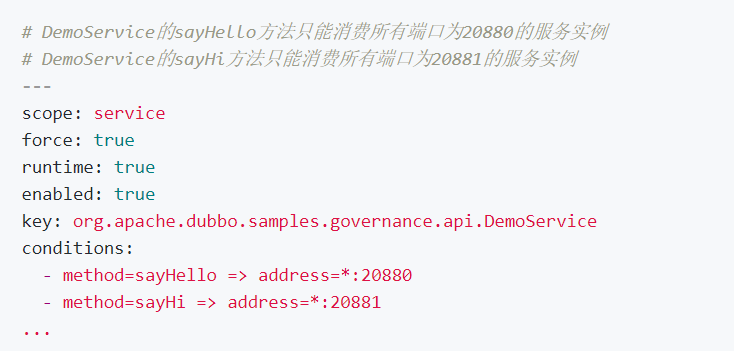 # DemoService的sayHello方法只能消费所有端口为20880的服务实例
# DemoService的sayHi方法只能消费所有端口为20881的服务实例
---
scope: service
force: true
runtime: true
enabled: true
key: org.apache.dubbo.samples.governance.api.DemoService
conditions:
  - method=sayHello => address=*:20880
  - method=sayHi => address=*:20881
...